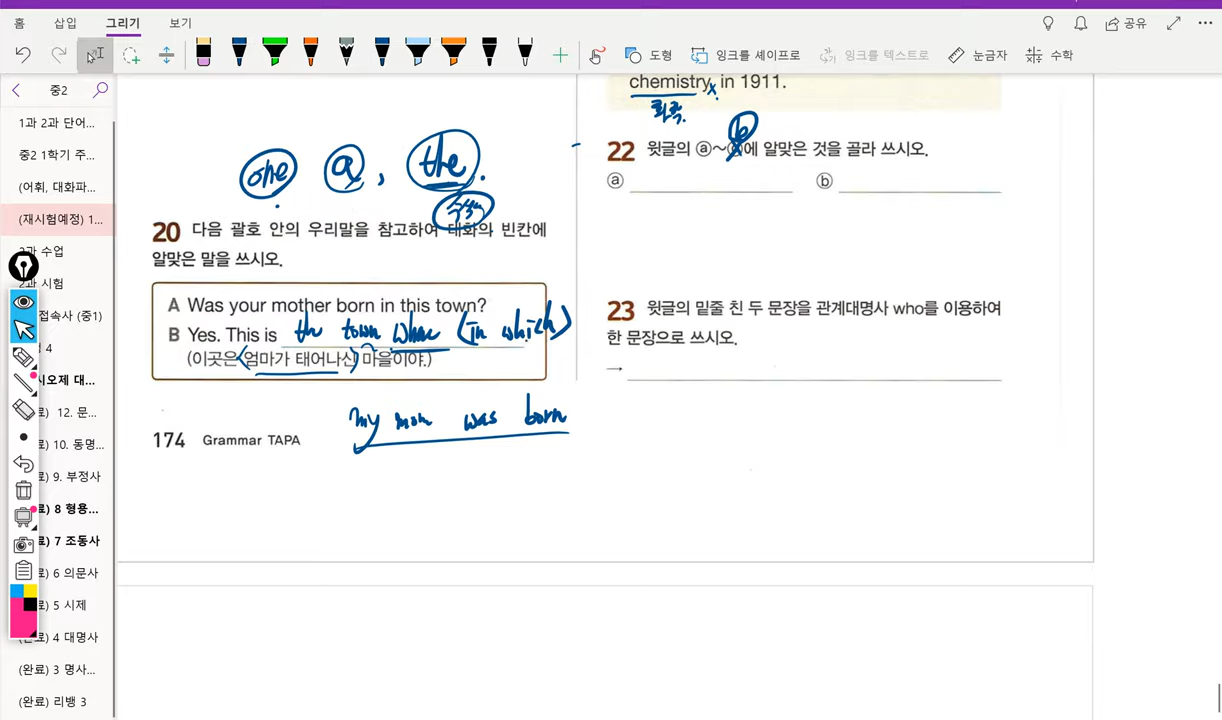 홈 삽입 그리기 보기
공유
도형 잉크를 셰이프로 잉크를 텍스트로 눈금자 수학
중2
1과 2과 단어...
중2 1학기 주...
(어휘, 대화파...
(재시험예정) 1...
2과 수업
2과 시험
접속사 (중1)
4
시오제 대...
료) 12. 문...
료) 10. 동명...
료) 9. 부정사
료) 8 형용...
료) 7 조동사
료) 6 의문사
료) 5 시제
(완료) 4 대명사
(완료) 3 명사...
(완료) 리뱅 3
one a, the.
20 다음 괄호 안의 우리말을 참고하여 대화의 빈칸에
알맞은 말을 쓰시오.
A Was your mother born in this town?
B Yes. This is the town where (in which)
(이곳은 엄마가 태어나신 마을이야.)
my mom was born
174 Grammar TAPA
chemistry in 1911.
화학
22 윗글의 ⓐ~ⓑ에 알맞은 것을 골라 쓰시오.
ⓐ ⓑ
23 윗글의 밑줄 친 두 문장을 관계대명사 who를 이용하여
한 문장으로 쓰시오.
→